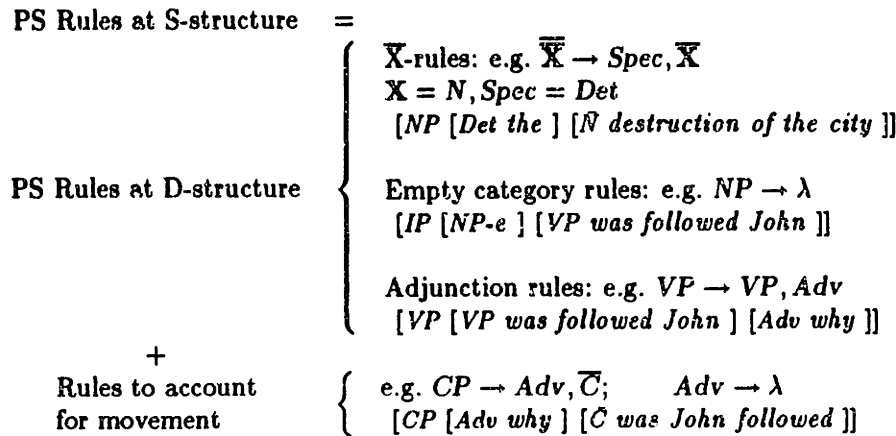 PS Rules at S-structure =
X̅-rules: e.g. X̿ → Spec, X̅
X = N, Spec = Det
[NP [Det the ] [N̄ destruction of the city ]]
PS Rules at D-structure
Empty category rules: e.g. NP → λ
[IP [NP-e ] [VP was followed John ]]
Adjunction rules: e.g. VP → VP, Adv
[VP [VP was followed John ] [Adv why ]]
+
Rules to account
for movement
e.g. CP → Adv, C̅; Adv → λ
[CP [Adv why ] [C̄ was John followed ]]